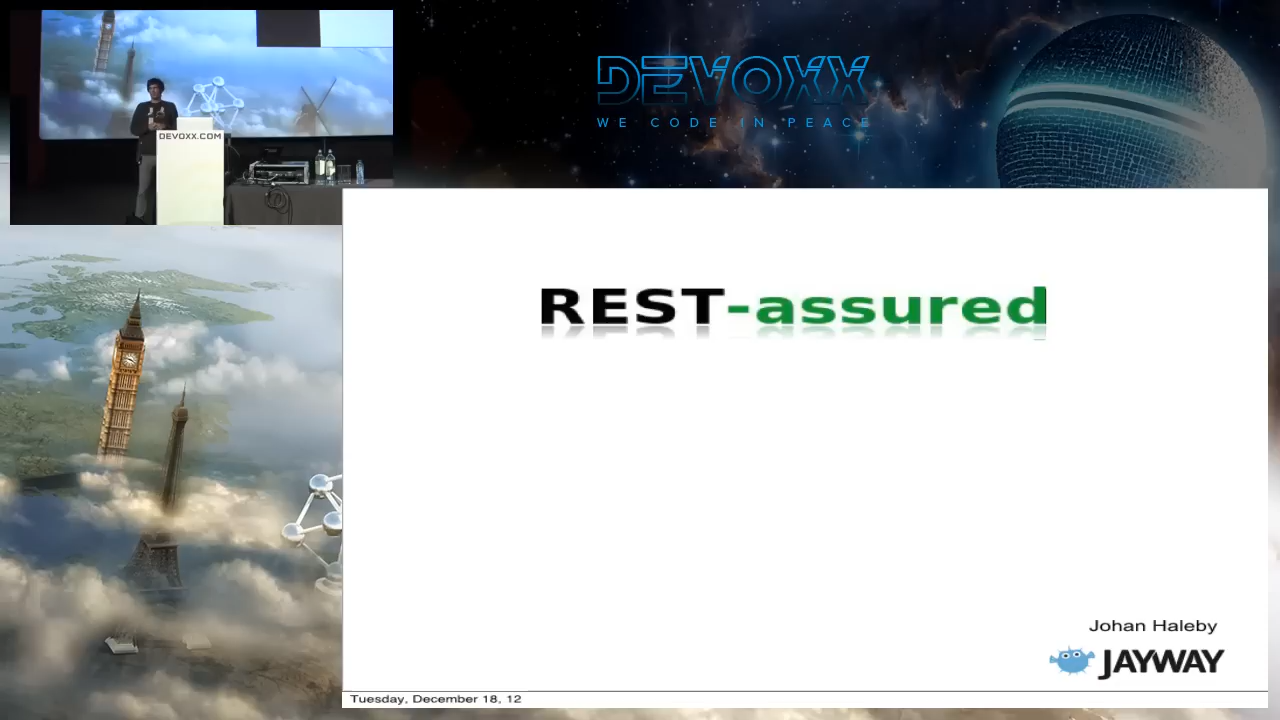 DEVOXX.COM
DEVOXX
WE CODE IN PEACE
REST-assured
Johan Haleby
JAYWAY
Tuesday, December 18, 12